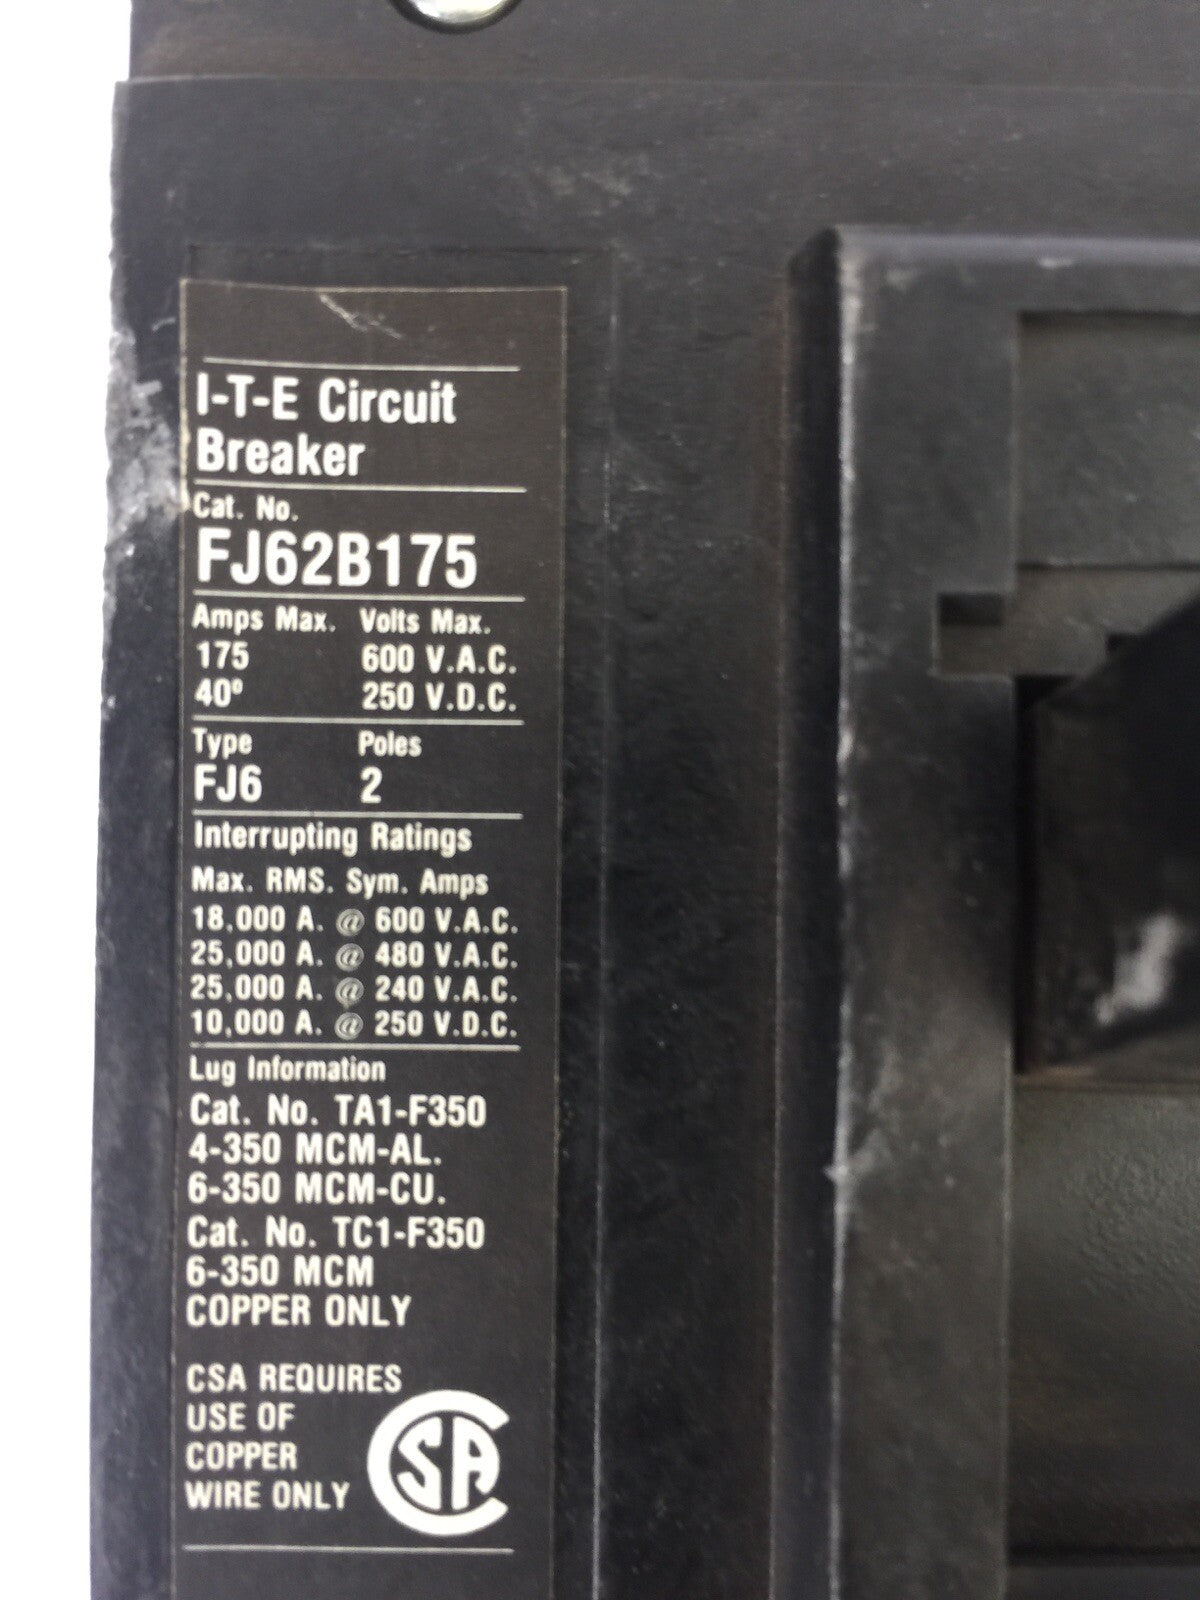 I-T-E Circuit
Breaker
Cat. No.
FJ62B175
Amps Max. Volts Max.
175 600 V.A.C.
40º 250 V.D.C.
Type Poles
FJ6 2
Interrupting Ratings
Max. RMS. Sym. Amps
18,000 A. @ 600 V.A.C.
25,000 A. @ 480 V.A.C.
25,000 A. @ 240 V.A.C.
10,000 A. @ 250 V.D.C.
Lug Information
Cat. No. TA1-F350
4-350 MCM-AL.
6-350 MCM-CU.
Cat. No. TC1-F350
6-350 MCM
COPPER ONLY
CSA REQUIRES
USE OF
COPPER
WIRE ONLY
CSA